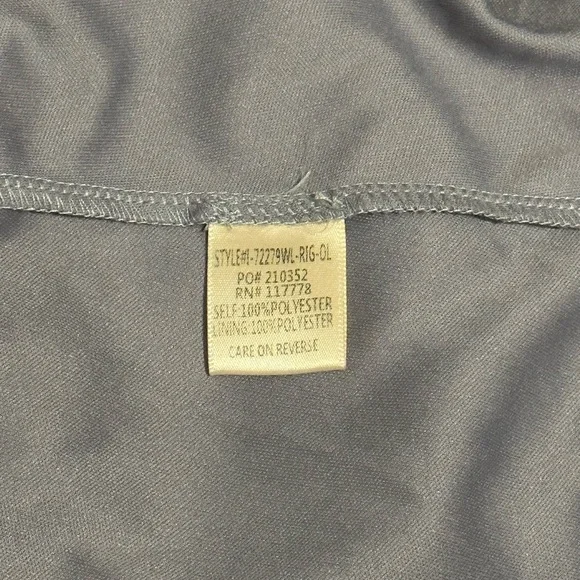 STYLE#I-72279WL-RIG-OL
PO# 210352
RN# 117778
SELF:100%POLYESTER
LINING:100%POLYESTER
CARE ON REVERSE